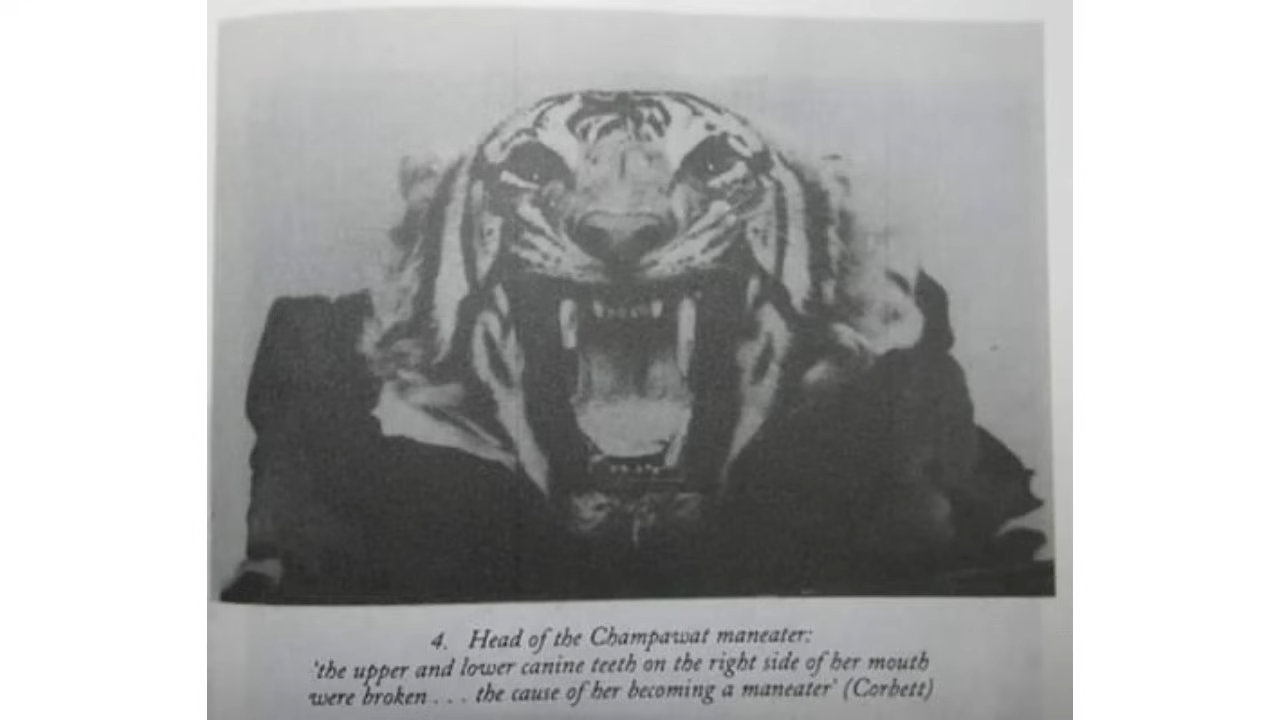 4. Head of the Champawat maneater:
'the upper and lower canine teeth on the right side of her mouth
were broken . . . the cause of her becoming a maneater' (Corbett)